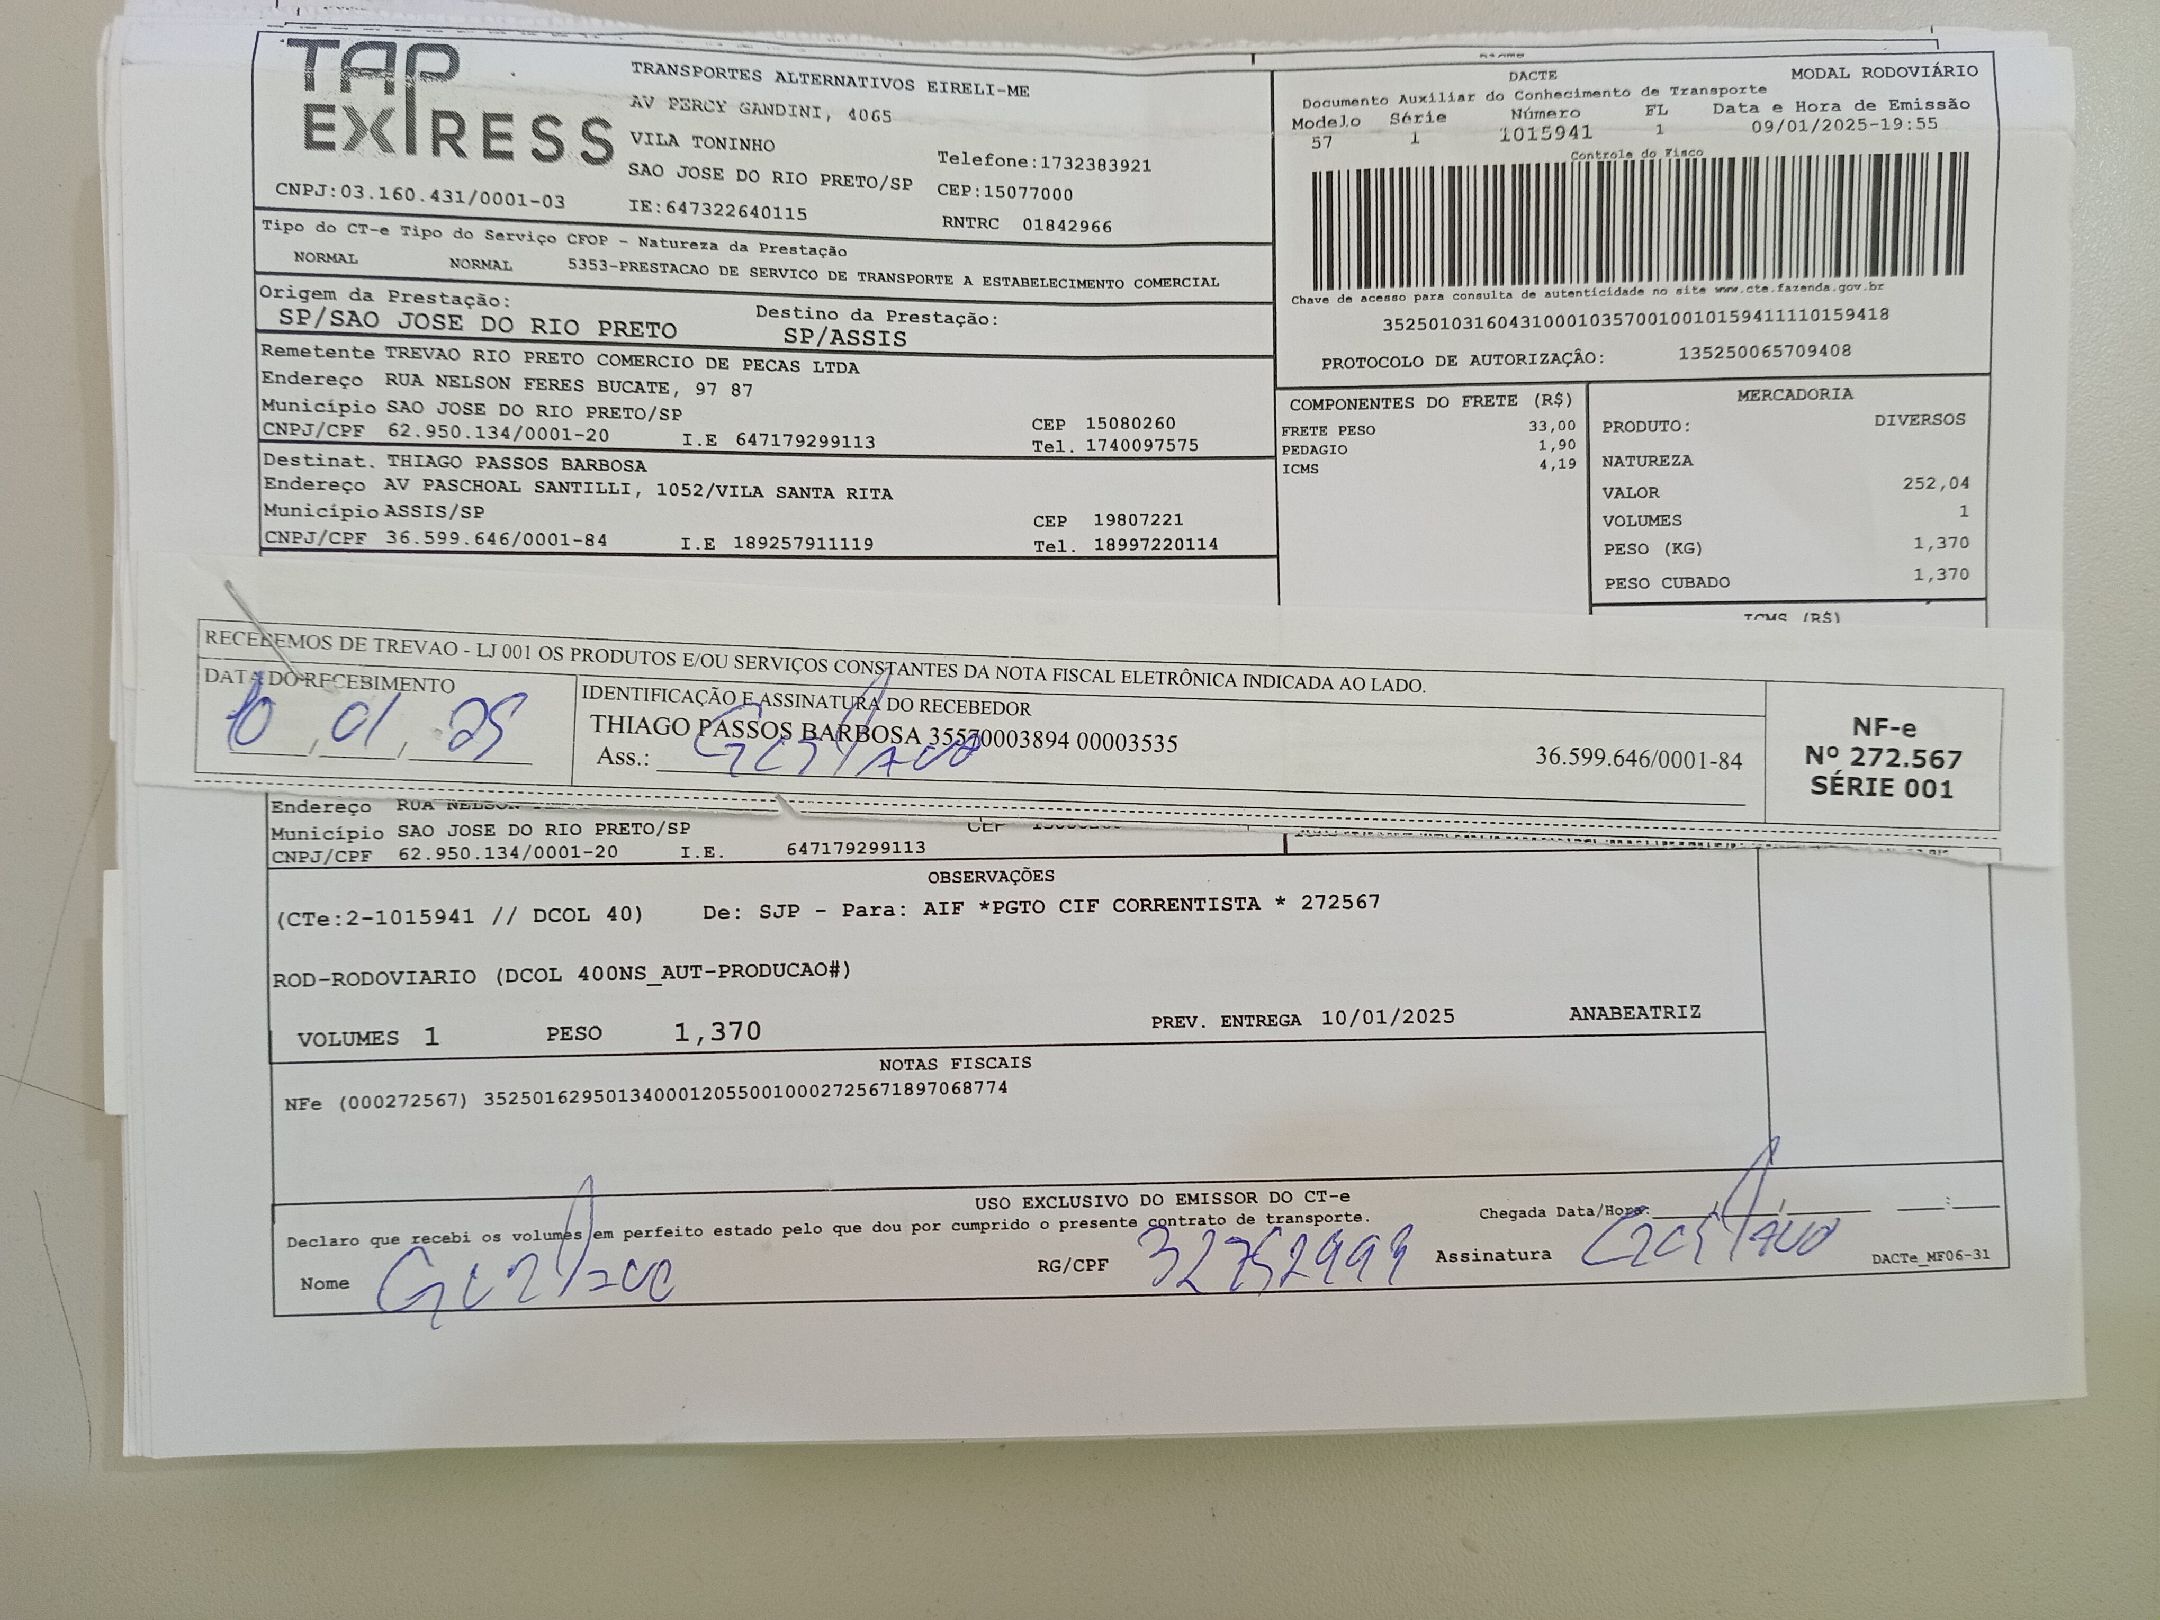 TAP EXPRESS
TRANSPORTES ALTERNATIVOS EIRELI-ME
AV PERCY GANDINI, 4065
VILA TONINHO
Telefone:1732383921
SAO JOSE DO RIO PRETO/SP CEP:15077000
CNPJ:03.160.431/0001-03 IE:647322640115 RNTRC 01842966
DACTE MODAL RODOVIÁRIO
Documento Auxiliar do Conhecimento de Transporte
Modelo Série Número FL Data e Hora de Emissão
57 1 1015941 1 09/01/2025-19:55
Controle do Fisco
Chave de acesso para consulta de autenticidade no site www.cte.fazenda.gov.br
35250103160431000103570010010159411110159418
PROTOCOLO DE AUTORIZAÇÂO: 135250065709408
Tipo do CT-e Tipo do Serviço CFOP - Natureza da Prestação
NORMAL NORMAL 5353-PRESTACAO DE SERVICO DE TRANSPORTE A ESTABELECIMENTO COMERCIAL
Origem da Prestação: Destino da Prestação:
SP/SAO JOSE DO RIO PRETO SP/ASSIS
Remetente TREVAO RIO PRETO COMERCIO DE PECAS LTDA
Endereço RUA NELSON FERES BUCATE, 97 87
Município SAO JOSE DO RIO PRETO/SP CEP 15080260
CNPJ/CPF 62.950.134/0001-20 I.E 647179299113 Tel. 1740097575
Destinat. THIAGO PASSOS BARBOSA
Endereço AV PASCHOAL SANTILLI, 1052/VILA SANTA RITA
Município ASSIS/SP CEP 19807221
CNPJ/CPF 36.599.646/0001-84 I.E 189257911119 Tel. 18997220114
COMPONENTES DO FRETE (R$)
FRETE PESO 33,00
PEDAGIO 1,90
ICMS 4,19
MERCADORIA
PRODUTO: DIVERSOS
NATUREZA
VALOR 252,04
VOLUMES 1
PESO (KG) 1,370
PESO CUBADO 1,370
ICMS (R$)
RECEBEMOS DE TREVAO - LJ 001 OS PRODUTOS E/OU SERVIÇOS CONSTANTES DA NOTA FISCAL ELETRÔNICA INDICADA AO LADO.
DATA DO RECEBIMENTO
10, 01, 25
IDENTIFICAÇÃO E ASSINATURA DO RECEBEDOR
THIAGO PASSOS BARBOSA 35570003894 00003535
Ass.: Gustavo 36.599.646/0001-84
NF-e
Nº 272.567
SÉRIE 001
Endereço RUA NELSON
Município SAO JOSE DO RIO PRETO/SP CEP
CNPJ/CPF 62.950.134/0001-20 I.E. 647179299113
OBSERVAÇÕES
(CTe:2-1015941 // DCOL 40) De: SJP - Para: AIF *PGTO CIF CORRENTISTA * 272567
ROD-RODOVIARIO (DCOL 400NS_AUT-PRODUCAO#)
VOLUMES 1 PESO 1,370 PREV. ENTREGA 10/01/2025 ANABEATRIZ
NOTAS FISCAIS
NFe (000272567) 35250162950134000120550010002725671897068774
USO EXCLUSIVO DO EMISSOR DO CT-e
Declaro que recebi os volumes em perfeito estado pelo que dou por cumprido o presente contrato de transporte. Chegada Data/Hora:
Nome Gustavo RG/CPF 32752999 Assinatura Gustavo DACTe_MF06-31